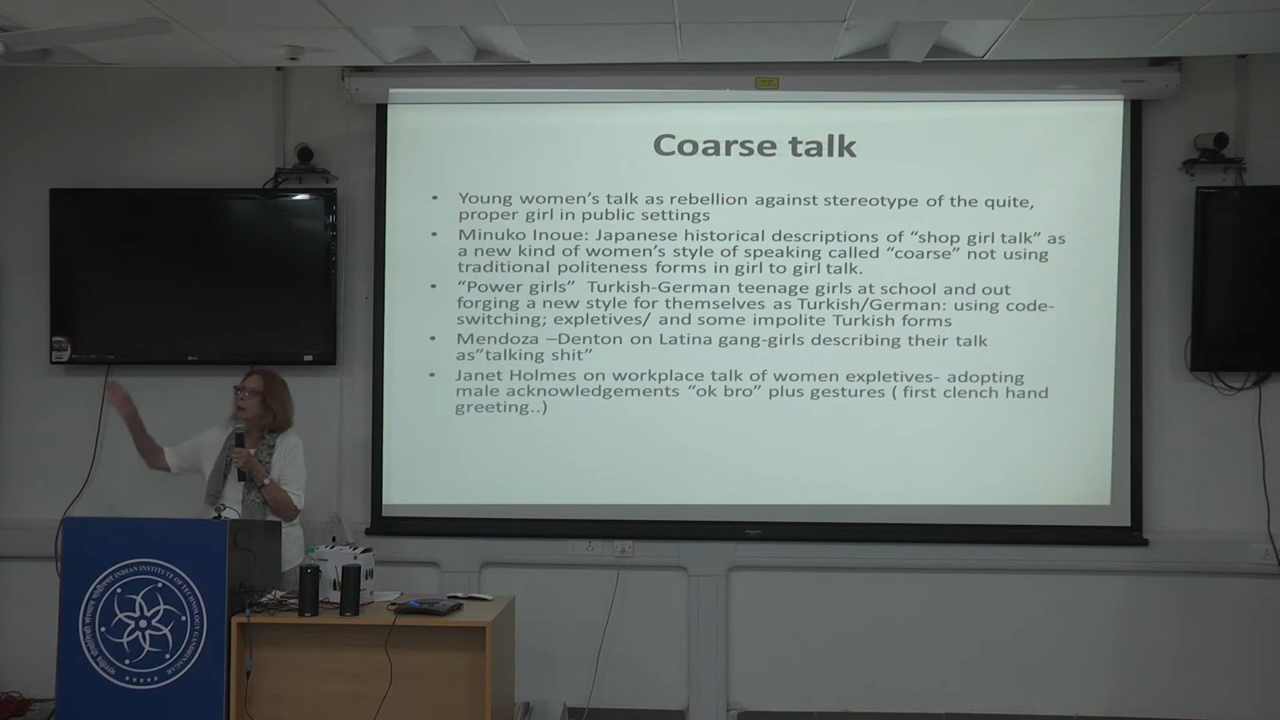 Coarse talk
• Young women's talk as rebellion against stereotype of the quite,
proper girl in public settings
• Minuko Inoue: Japanese historical descriptions of "shop girl talk" as
a new kind of women's style of speaking called "coarse" not using
traditional politeness forms in girl to girl talk.
• "Power girls" Turkish-German teenage girls at school and out
forging a new style for themselves as Turkish/German: using code-
switching; expletives/ and some impolite Turkish forms
• Mendoza –Denton on Latina gang-girls describing their talk
as"talking shit"
• Janet Holmes on workplace talk of women expletives- adopting
male acknowledgements "ok bro" plus gestures ( first clench hand
greeting..)
INDIAN INSTITUTE OF TECHNOLOGY GANDHINAGAR